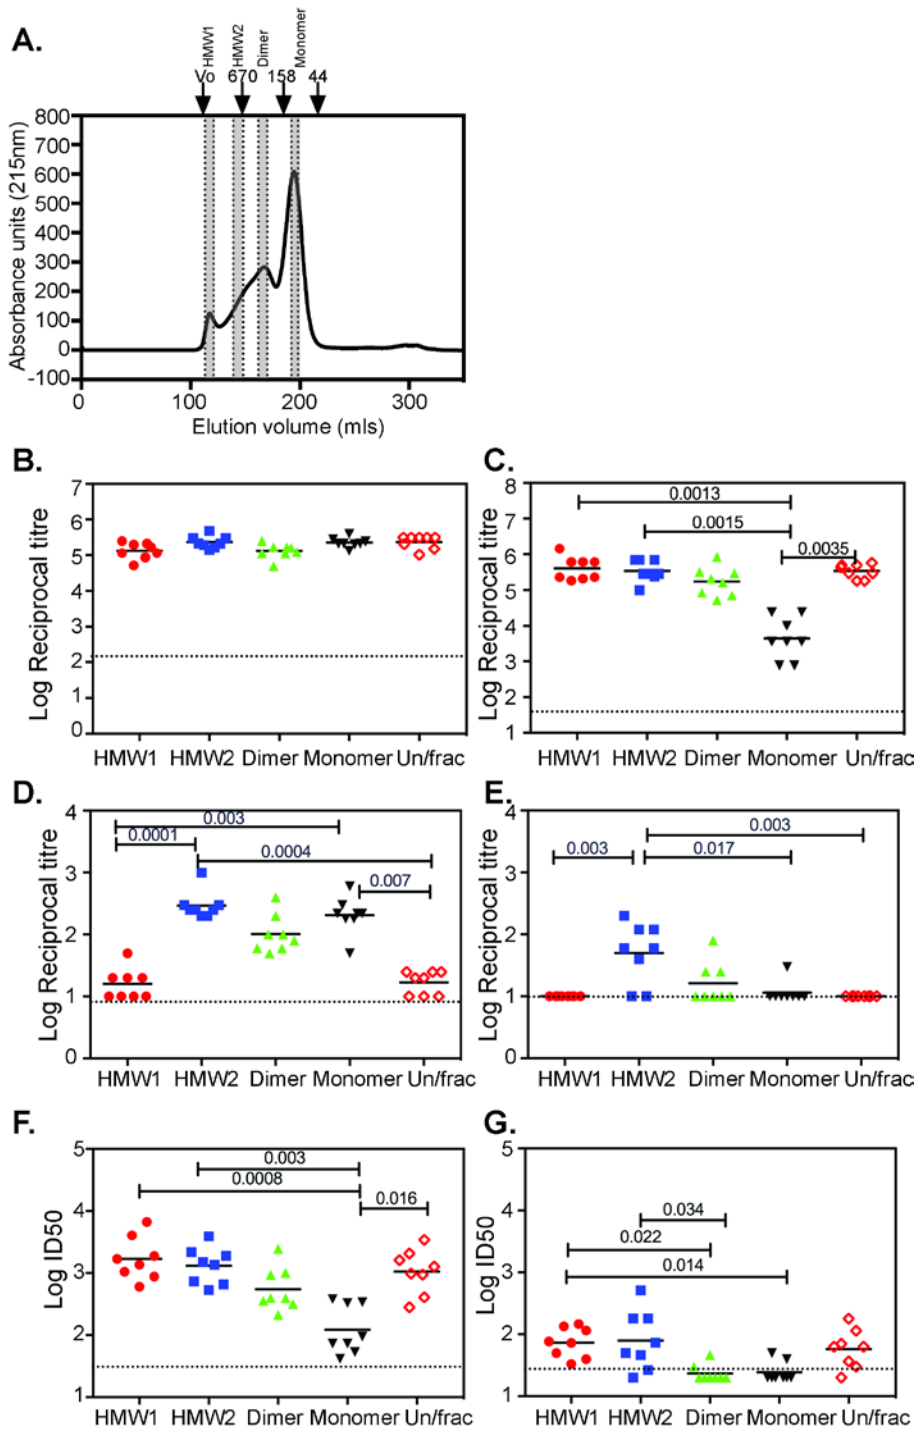 A.
HMW1 HMW2 Dimer Monomer
Vo 670 158 44
Absorbance units (215nm)
800
700
600
500
400
300
200
100
0
-100
0 100 200 300
Elution volume (mls)
B.
Log Reciprocal titre
7
6
5
4
3
2
1
0
HMW1 HMW2 Dimer Monomer Un/frac
C.
Log Reciprocal titre
8
7
6
5
4
3
2
1
0.0013
0.0015
0.0035
HMW1 HMW2 Dimer Monomer Un/frac
D.
Log Reciprocal titre
4
3
2
1
0
0.003
0.0001
0.0004
0.007
HMW1 HMW2 Dimer Monomer Un/frac
E.
Log Reciprocal titre
4
3
2
1
0
0.003
0.003
0.017
HMW1 HMW2 Dimer Monomer Un/frac
F.
Log ID50
5
4
3
2
1
0.003
0.0008
0.016
HMW1 HMW2 Dimer Monomer Un/frac
G.
Log ID50
5
4
3
2
1
0.034
0.022
0.014
HMW1 HMW2 Dimer Monomer Un/frac